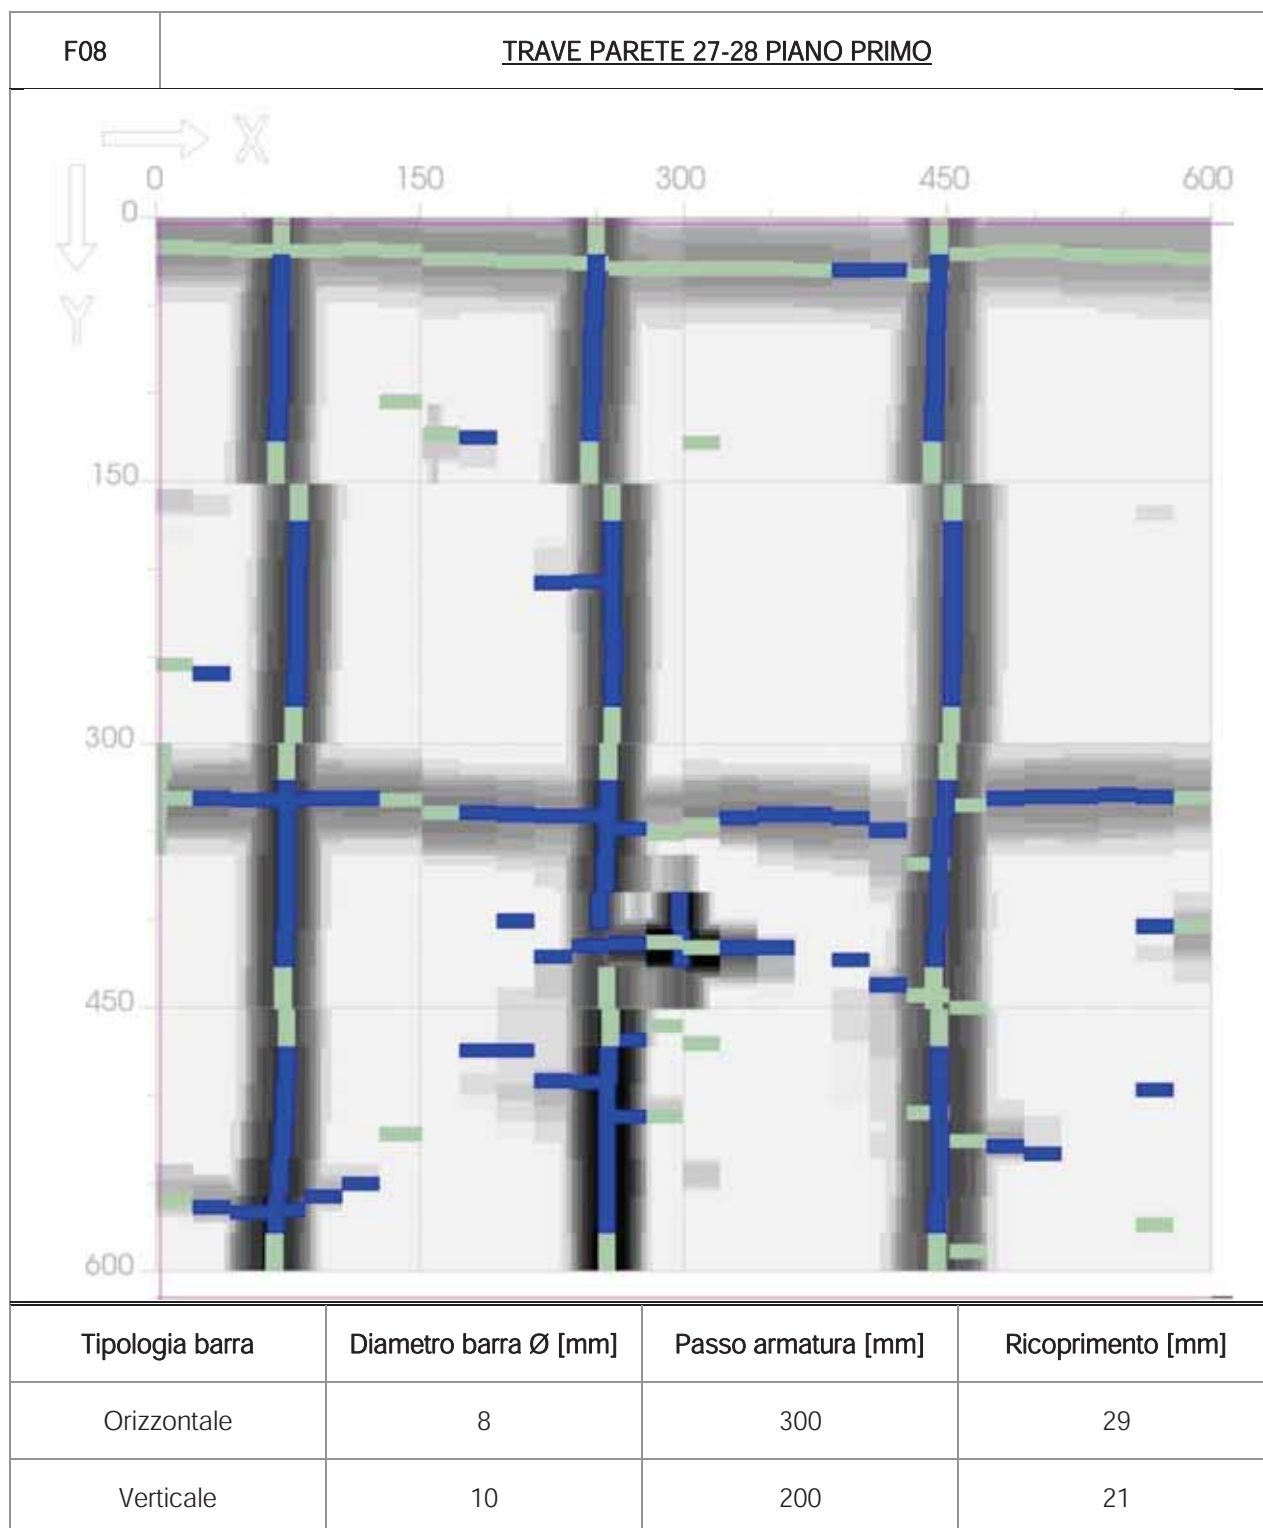 F08
TRAVE PARETE 27-28 PIANO PRIMO
X
0 150 300 450 600
0
Y
150
300
450
600
Tipologia barra Diametro barra Ø [mm] Passo armatura [mm] Ricoprimento [mm]
Orizzontale 8 300 29
Verticale 10 200 21